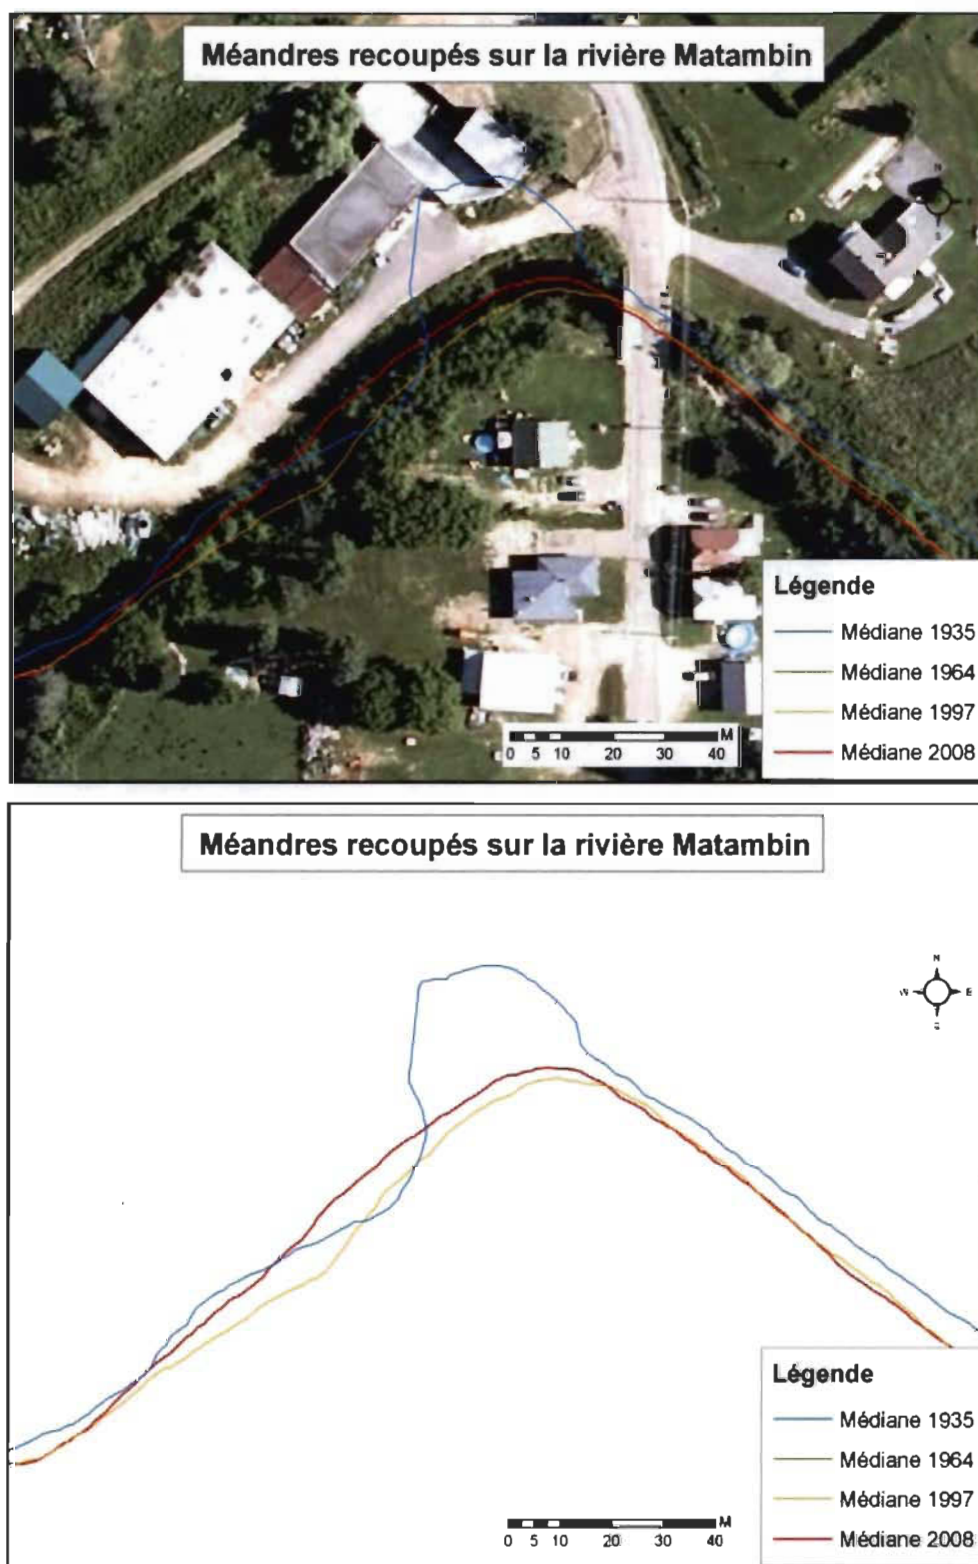 Méandres recoupés sur la rivière Matambin
N
Légende
Médiane 1935
Médiane 1964
Médiane 1997
Médiane 2008
M
0 5 10 20 30 40
Méandres recoupés sur la rivière Matambin
N
W E
S
Légende
Médiane 1935
Médiane 1964
Médiane 1997
Médiane 2008
M
0 5 10 20 30 40